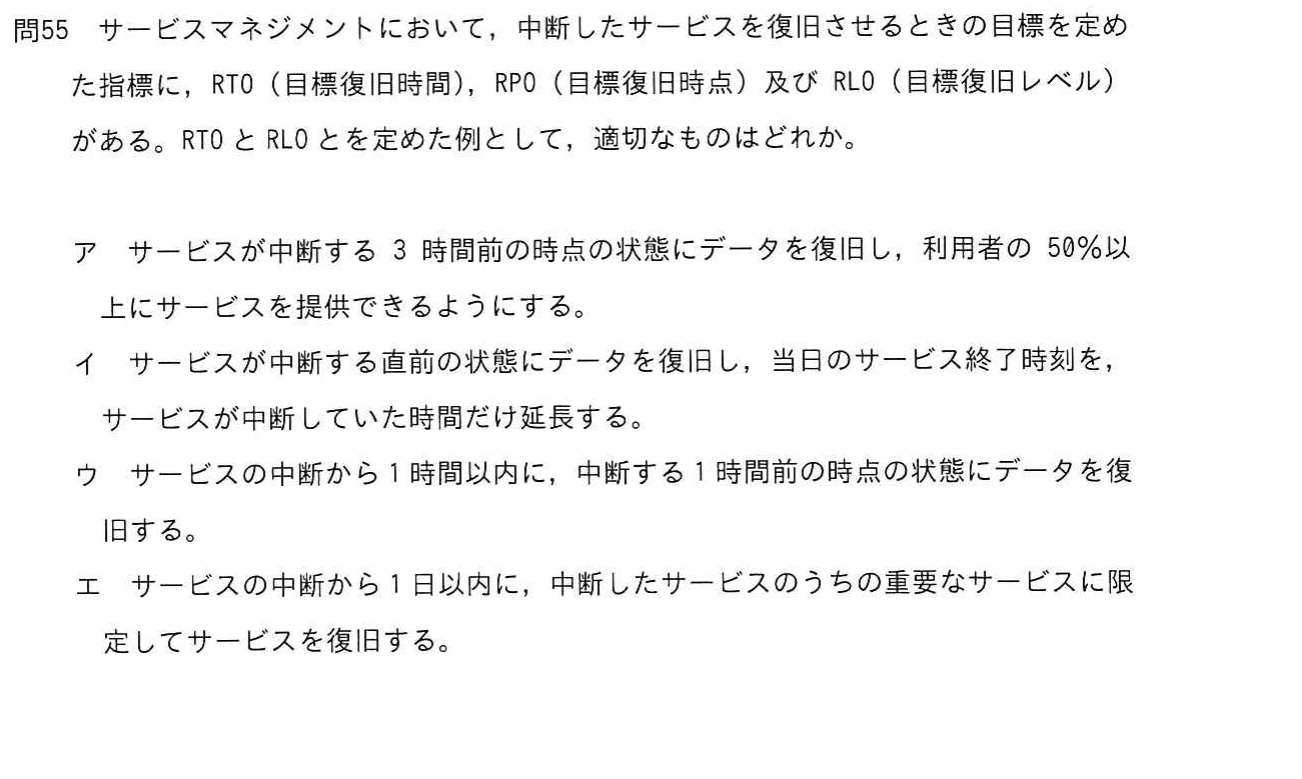 問55　サービスマネジメントにおいて，中断したサービスを復旧させるときの目標を定め
た指標に，RTO（目標復旧時間），RPO（目標復旧時点）及び RLO（目標復旧レベル）
がある。RTO と RLO とを定めた例として，適切なものはどれか。
ア　サービスが中断する 3 時間前の時点の状態にデータを復旧し，利用者の 50％以
上にサービスを提供できるようにする。
イ　サービスが中断する直前の状態にデータを復旧し，当日のサービス終了時刻を，
サービスが中断していた時間だけ延長する。
ウ　サービスの中断から 1 時間以内に，中断する 1 時間前の時点の状態にデータを復
旧する。
エ　サービスの中断から 1 日以内に，中断したサービスのうちの重要なサービスに限
定してサービスを復旧する。